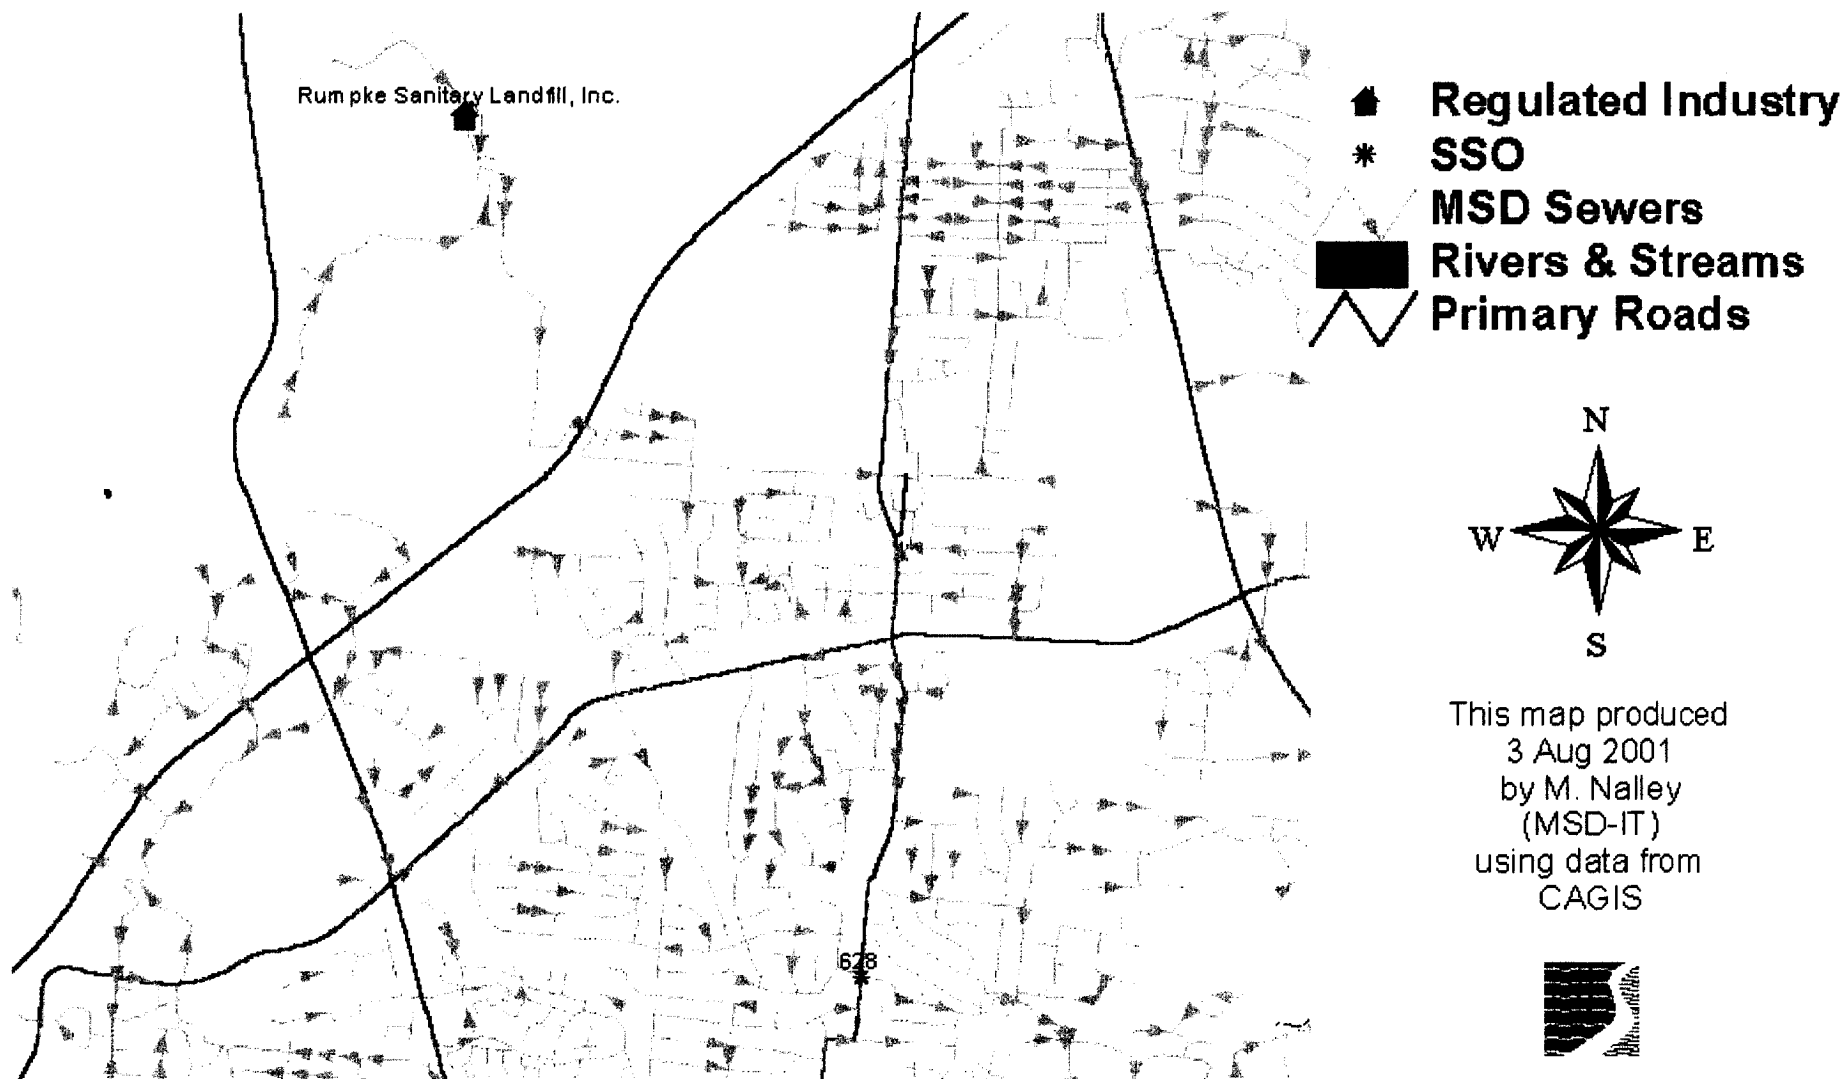 Rumpke Sanitary Landfill, Inc.
628
Regulated Industry
SSO
MSD Sewers
Rivers & Streams
Primary Roads
N
W E
S
This map produced
3 Aug 2001
by M. Nalley
(MSD-IT)
using data from
CAGIS